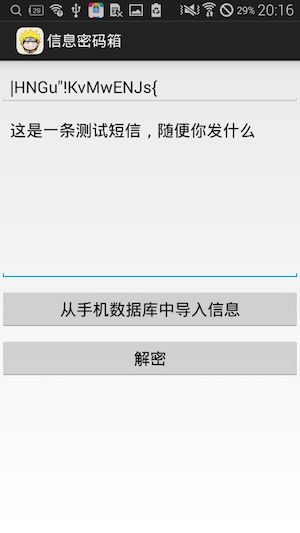 29 29% 20:16
信息密码箱
|HNGu"!KvMwENJs{
这是一条测试短信，随便你发什么
从手机数据库中导入信息
解密